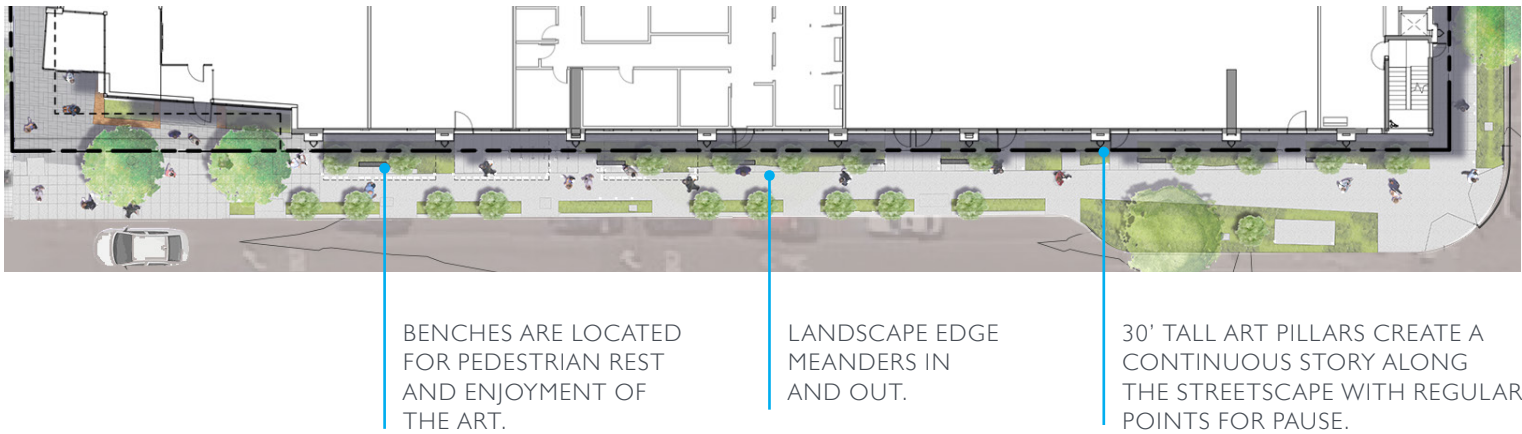 BENCHES ARE LOCATED
FOR PEDESTRIAN REST
AND ENJOYMENT OF
THE ART.
LANDSCAPE EDGE
MEANDERS IN
AND OUT.
30’ TALL ART PILLARS CREATE A
CONTINUOUS STORY ALONG
THE STREETSCAPE WITH REGULAR
POINTS FOR PAUSE.